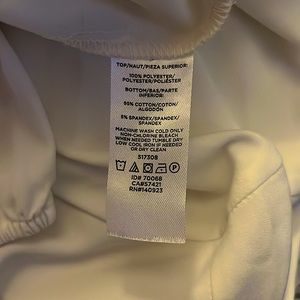 TOP/HAUT/PIEZA SUPERIOR:
100% POLYESTER/
POLYESTER/POLIÉSTER
BOTTOM/BAS/PARTE
INFERIOR:
95% COTTON/COTON/
ALGODÓN
5% SPANDEX/SPANDEX/
SPANDEX
MACHINE WASH COLD ONLY
NON-CHLORINE BLEACH
WHEN NEEDED TUMBLE DRY
LOW COOL IRON IF NEEDED
OR DRY CLEAN
517308
ID# 70068
CA#57421
RN#140923